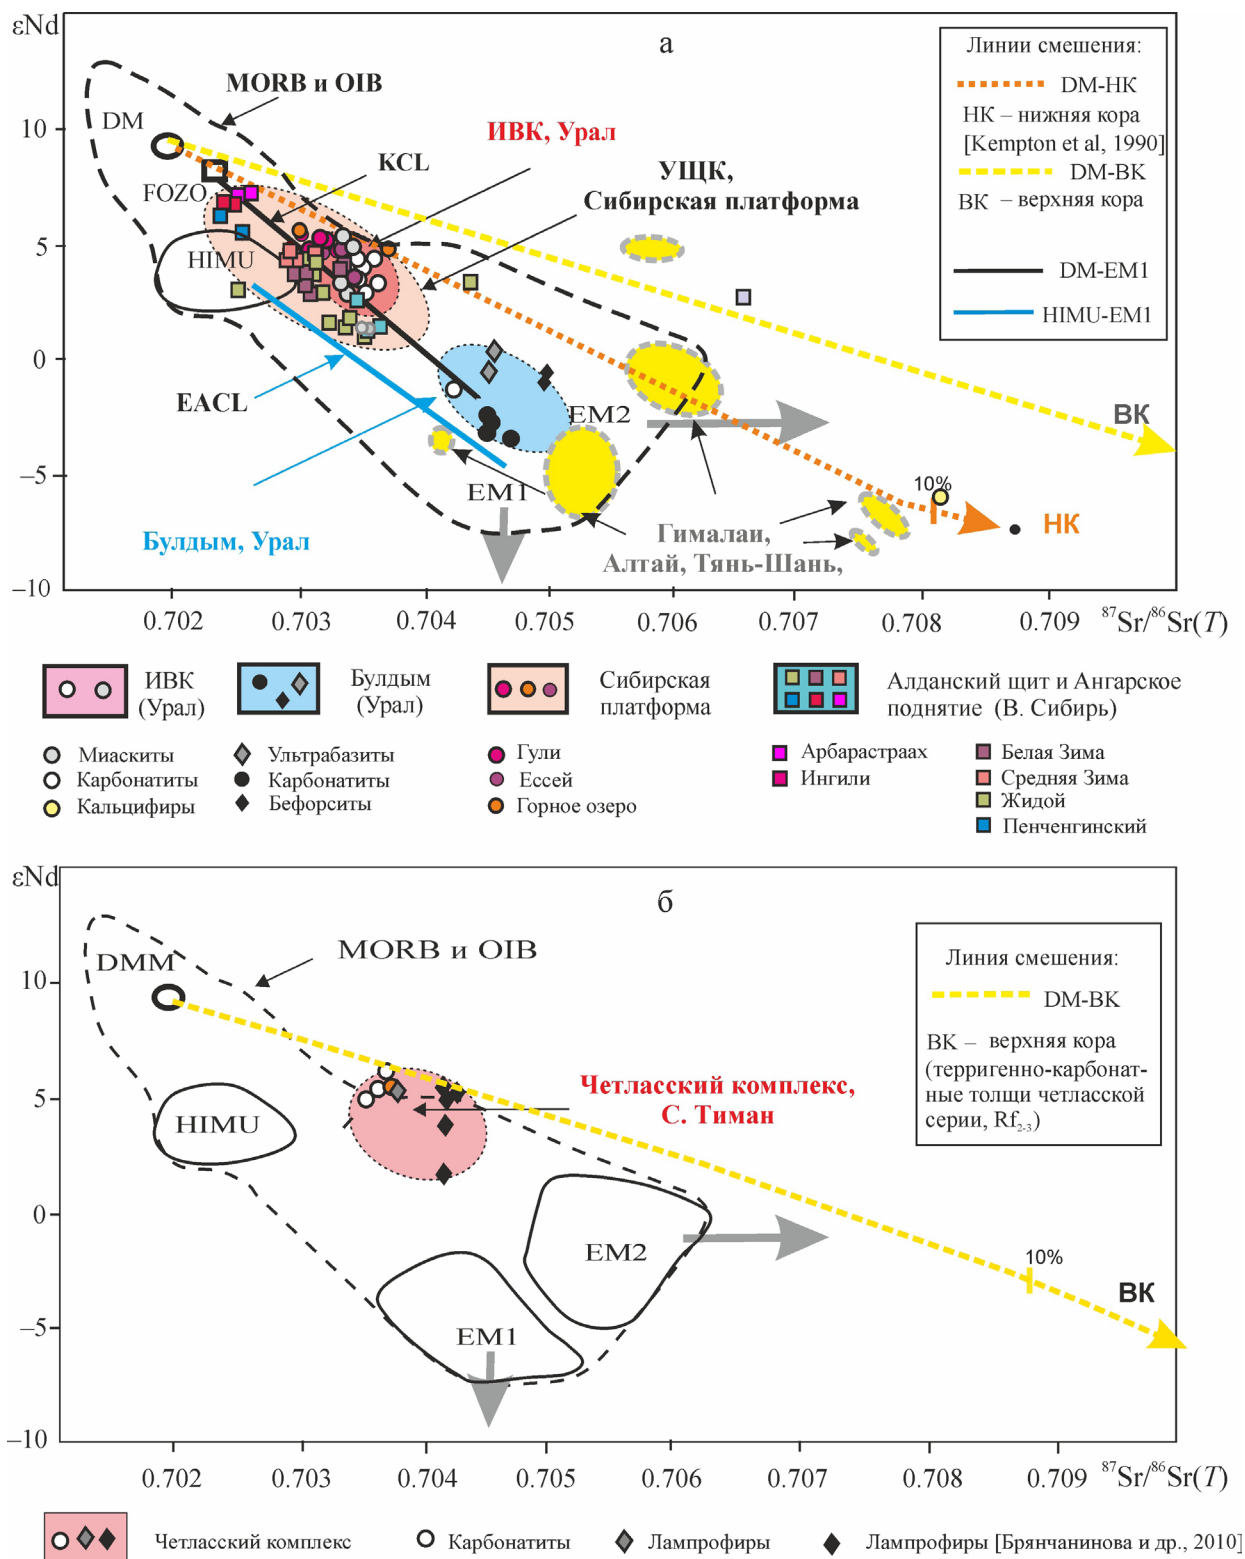 εNd
а
MORB и OIB
DM
10
ИВК, Урал
KCL
УЩК,
Сибирская платформа
FOZO
5
HIMU
0
EACL
EM2
−5
EM1
10%
Булдым, Урал
Гималаи,
Алтай, Тянь-Шань,
ВК
НК
−10
0.702
0.703
0.704
0.705
0.706
0.707
0.708
0.709
⁸⁷Sr/⁸⁶Sr(T)
Линии смешения:
DM-НК
НК – нижняя кора
[Kempton et al, 1990]
DM-ВК
ВК – верхняя кора
DM-EM1
HIMU-EM1
ИВК
(Урал)
Булдым
(Урал)
Сибирская
платформа
Алданский щит и Ангарское
поднятие (В. Сибирь)
Миаскиты
Карбонатиты
Кальцифиры
Ультрабазиты
Карбонатиты
Бефорситы
Гули
Ессей
Горное озеро
Арбарастраах
Ингили
Белая Зима
Средняя Зима
Жидой
Пенченгинский
εNd
б
MORB и OIB
DMM
10
5
HIMU
Четласский комплекс,
С. Тиман
0
EM2
10%
ВК
−5
EM1
−10
0.702
0.703
0.704
0.705
0.706
0.707
0.708
0.709
⁸⁷Sr/⁸⁶Sr(T)
Линия смешения:
DM-ВК
ВК – верхняя кора
(терригенно-карбонат-
ные толщи четласской
серии, Rf₂₋₃)
Четласский комплекс
Карбонатиты
Лампрофиры
Лампрофиры [Брянчанинова и др., 2010]